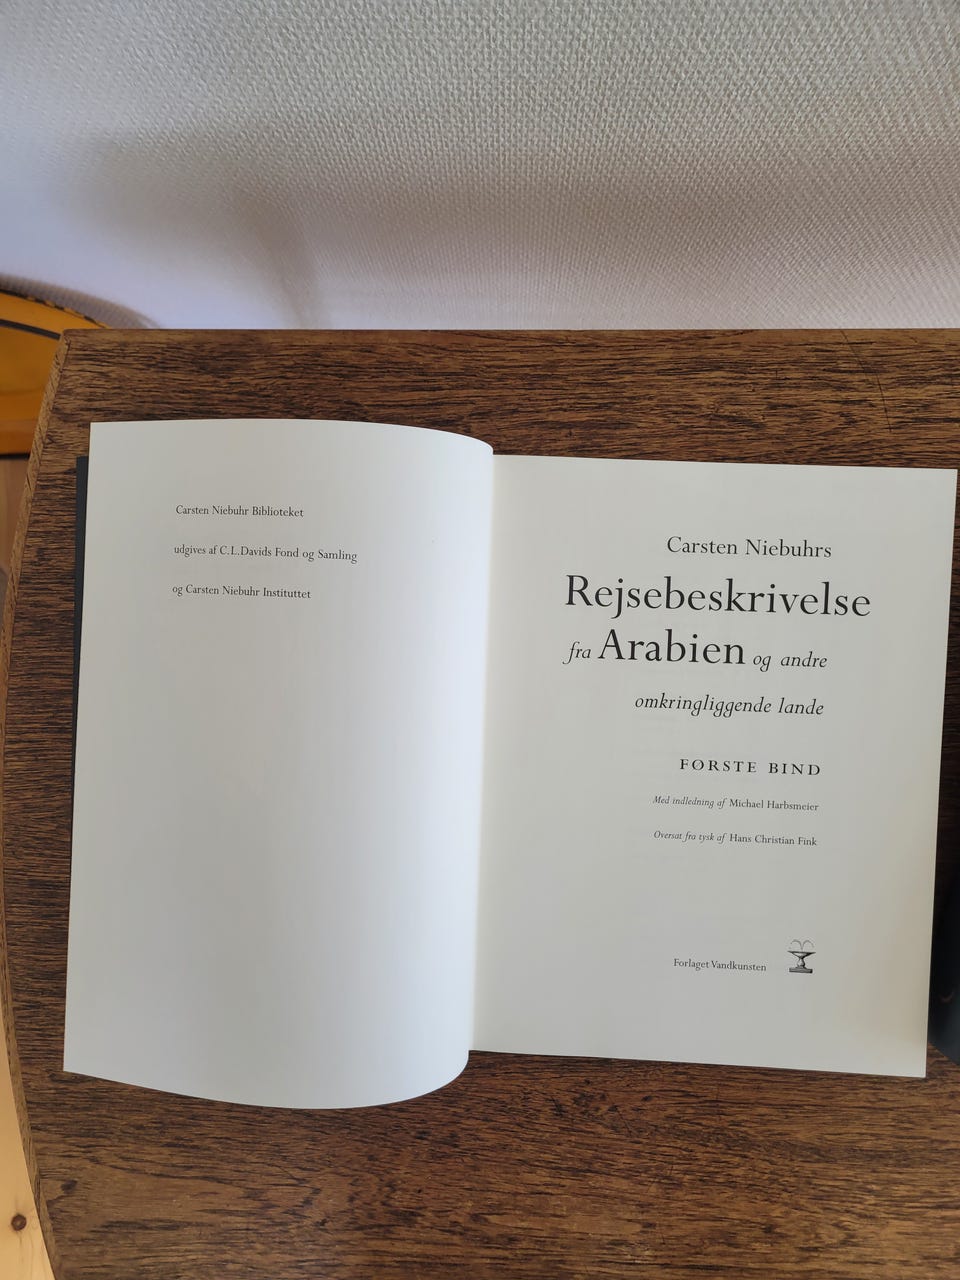 Carsten Niebuhr Biblioteket
udgives af C.L.Davids Fond og Samling
og Carsten Niebuhr Instituttet
Carsten Niebuhrs
Rejsebeskrivelse
fra Arabien og andre
omkringliggende lande
FØRSTE BIND
Med indledning af Michael Harbsmeier
Oversat fra tysk af Hans Christian Fink
Forlaget Vandkunsten